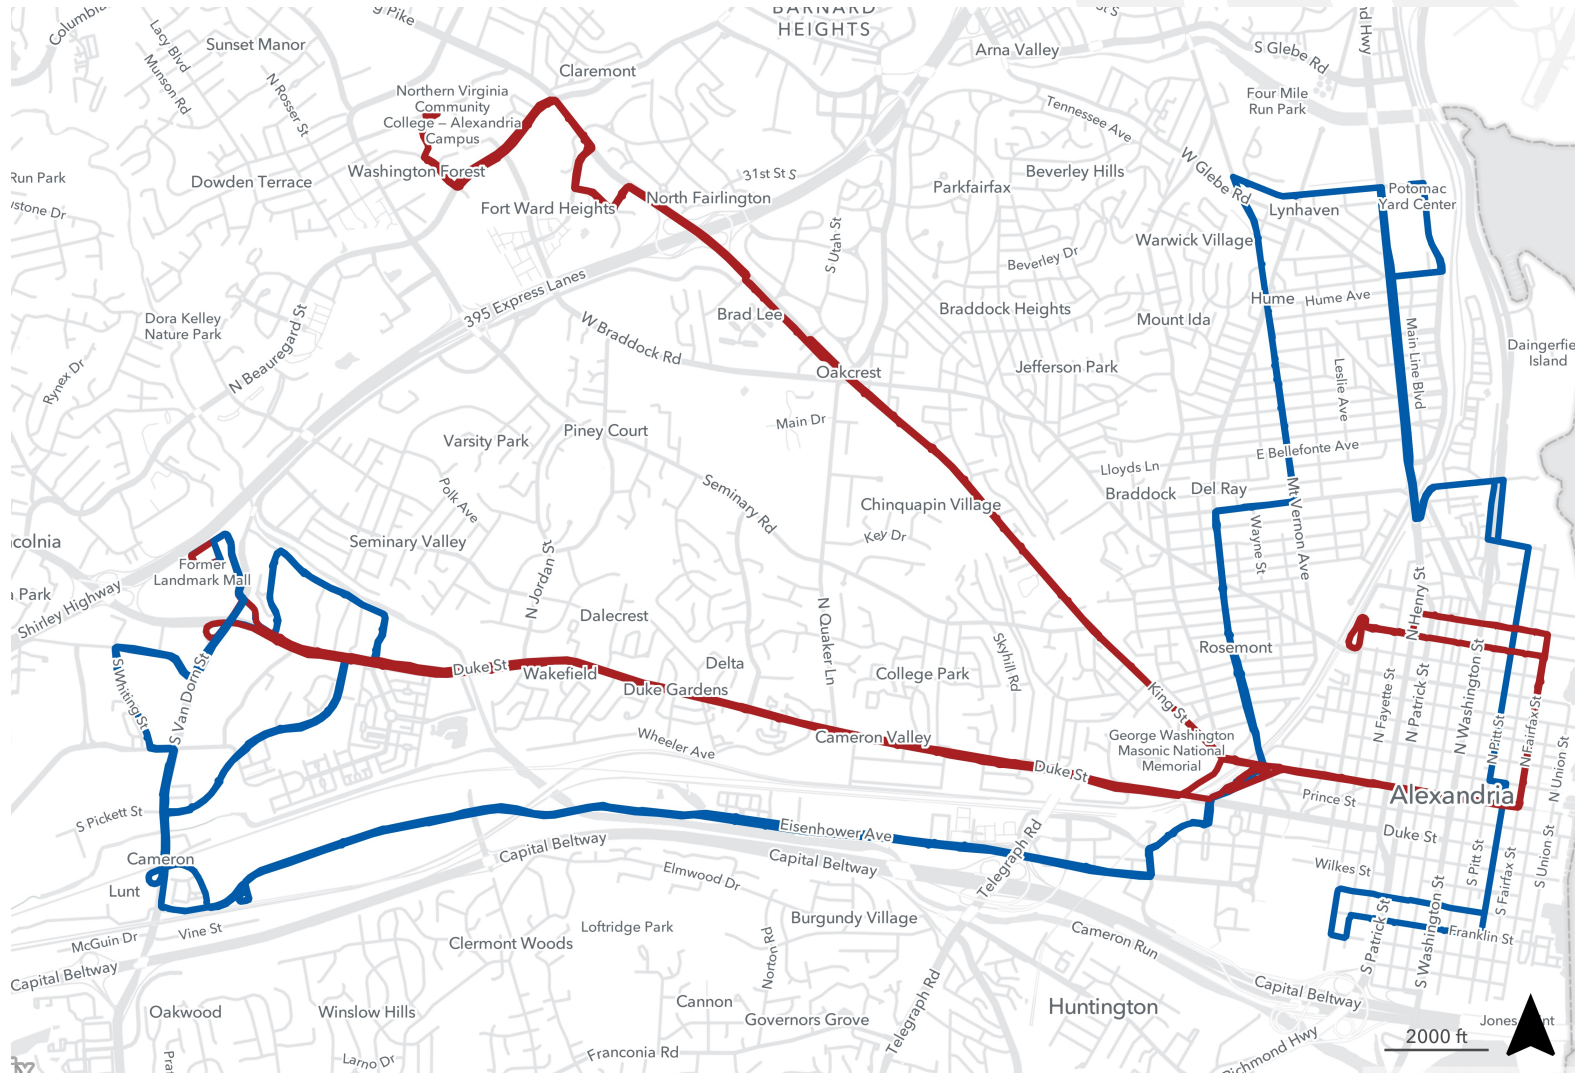 BARNARD
HEIGHTS
Sunset Manor
Lacy Blvd
Munson Rd
N Rosser St
Claremont
Arna Valley
S Glebe Rd
Northern Virginia
Community
College – Alexandria
Campus
Four Mile
Run Park
Tennessee Ave
W Glebe Rd
Run Park
Dowden Terrace
Washington Forest
Fort Ward Heights
North Fairlington
31st St S
Parkfairfax
Beverley Hills
Potomac
Yard Center
Lynhaven
Warwick Village
S Utah St
Beverley Dr
395 Express Lanes
Hume
Hume Ave
Dora Kelley
Nature Park
N Beauregard St
Brad Lee
Braddock Heights
Mount Ida
W Braddock Rd
Main Line Blvd
Rynex Dr
Oakcrest
Jefferson Park
Leslie Ave
Daingerfie
Island
Main Dr
Varsity Park
Piney Court
E Bellefonte Ave
Lloyds Ln
Braddock
Del Ray
Polk Ave
Seminary Rd
Chinquapin Village
Key Dr
Mt Vernon Ave
Wayne St
colnia
Seminary Valley
N Jordan St
Former
Landmark Mall
Park
Shirley Highway
Dalecrest
N Quaker Ln
Skyhill Rd
N Henry St
Rosemont
S Whiting St
S Van Dorn St
Duke St
Wakefield
Delta
Duke Gardens
College Park
King St
N Fayette St
N Patrick St
N Washington St
N Pitt St
N Fairfax St
N Union St
Wheeler Ave
Cameron Valley
George Washington
Masonic National
Memorial
Duke St
Prince St
Alexandria
S Pickett St
Eisenhower Ave
Duke St
Cameron
Capital Beltway
Capital Beltway
Telegraph Rd
Wilkes St
S Pitt St
S Fairfax St
S Union St
Lunt
Elmwood Dr
Loftridge Park
Burgundy Village
S Patrick St
S Washington St
Franklin St
McGuin Dr
Vine St
Clermont Woods
Norton Rd
Cameron Run
Capital Beltway
Capital Beltway
Oakwood
Winslow Hills
Cannon
Governors Grove
Telegraph Rd
Huntington
Richmond Hwy
Larno Dr
Franconia Rd
2000 ft